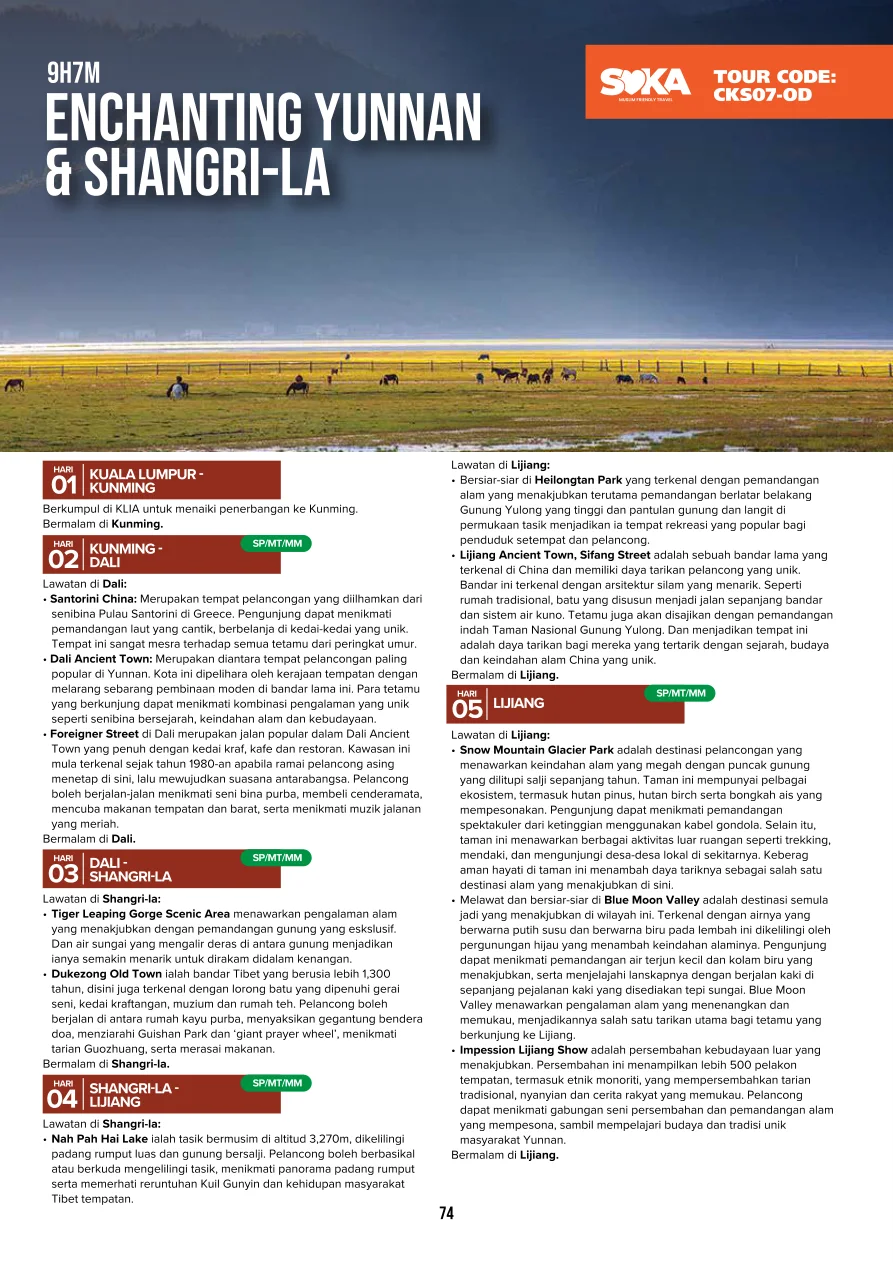 9H7M
ENCHANTING YUNNAN
& SHANGRI-LA
SOKA
MUSLIM FRIENDLY TRAVEL
TOUR CODE:
CKS07-OD
HARI
01
KUALA LUMPUR -
KUNMING
Berkumpul di KLIA untuk menaiki penerbangan ke Kunming.
Bermalam di Kunming.
HARI
02
KUNMING -
DALI
SP/MT/MM
Lawatan di Dali:
• Santorini China: Merupakan tempat pelancongan yang diilhamkan dari
senibina Pulau Santorini di Greece. Pengunjung dapat menikmati
pemandangan laut yang cantik, berbelanja di kedai-kedai yang unik.
Tempat ini sangat mesra terhadap semua tetamu dari peringkat umur.
• Dali Ancient Town: Merupakan diantara tempat pelancongan paling
popular di Yunnan. Kota ini dipelihara oleh kerajaan tempatan dengan
melarang sebarang pembinaan moden di bandar lama ini. Para tetamu
yang berkunjung dapat menikmati kombinasi pengalaman yang unik
seperti senibina bersejarah, keindahan alam dan kebudayaan.
• Foreigner Street di Dali merupakan jalan popular dalam Dali Ancient
Town yang penuh dengan kedai kraf, kafe dan restoran. Kawasan ini
mula terkenal sejak tahun 1980-an apabila ramai pelancong asing
menetap di sini, lalu mewujudkan suasana antarabangsa. Pelancong
boleh berjalan-jalan menikmati seni bina purba, membeli cenderamata,
mencuba makanan tempatan dan barat, serta menikmati muzik jalanan
yang meriah.
Bermalam di Dali.
HARI
03
DALI -
SHANGRI-LA
SP/MT/MM
Lawatan di Shangri-la:
• Tiger Leaping Gorge Scenic Area menawarkan pengalaman alam
yang menakjubkan dengan pemandangan gunung yang eskslusif.
Dan air sungai yang mengalir deras di antara gunung menjadikan
ianya semakin menarik untuk dirakam didalam kenangan.
• Dukezong Old Town ialah bandar Tibet yang berusia lebih 1,300
tahun, disini juga terkenal dengan lorong batu yang dipenuhi gerai
seni, kedai kraftangan, muzium dan rumah teh. Pelancong boleh
berjalan di antara rumah kayu purba, menyaksikan gegantung bendera
doa, menziarahi Guishan Park dan ‘giant prayer wheel’, menikmati
tarian Guozhuang, serta merasai makanan.
Bermalam di Shangri-la.
HARI
04
SHANGRI-LA -
LIJIANG
SP/MT/MM
Lawatan di Shangri-la:
• Nah Pah Hai Lake ialah tasik bermusim di altitud 3,270m, dikelilingi
padang rumput luas dan gunung bersalji. Pelancong boleh berbasikal
atau berkuda mengelilingi tasik, menikmati panorama padang rumput
serta memerhati reruntuhan Kuil Gunyin dan kehidupan masyarakat
Tibet tempatan.
Lawatan di Lijiang:
• Bersiar-siar di Heilongtan Park yang terkenal dengan pemandangan
alam yang menakjubkan terutama pemandangan berlatar belakang
Gunung Yulong yang tinggi dan pantulan gunung dan langit di
permukaan tasik menjadikan ia tempat rekreasi yang popular bagi
penduduk setempat dan pelancong.
• Lijiang Ancient Town, Sifang Street adalah sebuah bandar lama yang
terkenal di China dan memiliki daya tarikan pelancong yang unik.
Bandar ini terkenal dengan arsitektur silam yang menarik. Seperti
rumah tradisional, batu yang disusun menjadi jalan sepanjang bandar
dan sistem air kuno. Tetamu juga akan disajikan dengan pemandangan
indah Taman Nasional Gunung Yulong. Dan menjadikan tempat ini
adalah daya tarikan bagi mereka yang tertarik dengan sejarah, budaya
dan keindahan alam China yang unik.
Bermalam di Lijiang.
HARI
05
LIJIANG
SP/MT/MM
Lawatan di Lijiang:
• Snow Mountain Glacier Park adalah destinasi pelancongan yang
menawarkan keindahan alam yang megah dengan puncak gunung
yang dilitupi salji sepanjang tahun. Taman ini mempunyai pelbagai
ekosistem, termasuk hutan pinus, hutan birch serta bongkah ais yang
mempesonakan. Pengunjung dapat menikmati pemandangan
spektakuler dari ketinggian menggunakan kabel gondola. Selain itu,
taman ini menawarkan berbagai aktivitas luar ruangan seperti trekking,
mendaki, dan mengunjungi desa-desa lokal di sekitarnya. Keberag
aman hayati di taman ini menambah daya tariknya sebagai salah satu
destinasi alam yang menakjubkan di sini.
• Melawat dan bersiar-siar di Blue Moon Valley adalah destinasi semula
jadi yang menakjubkan di wilayah ini. Terkenal dengan airnya yang
berwarna putih susu dan berwarna biru pada lembah ini dikelilingi oleh
pergunungan hijau yang menambah keindahan alaminya. Pengunjung
dapat menikmati pemandangan air terjun kecil dan kolam biru yang
menakjubkan, serta menjelajahi lanskapnya dengan berjalan kaki di
sepanjang pejalanan kaki yang disediakan tepi sungai. Blue Moon
Valley menawarkan pengalaman alam yang menenangkan dan
memukau, menjadikannya salah satu tarikan utama bagi tetamu yang
berkunjung ke Lijiang.
• Impession Lijiang Show adalah persembahan kebudayaan luar yang
menakjubkan. Persembahan ini menampilkan lebih 500 pelakon
tempatan, termasuk etnik monoriti, yang mempersembahkan tarian
tradisional, nyanyian dan cerita rakyat yang memukau. Pelancong
dapat menikmati gabungan seni persembahan dan pemandangan alam
yang mempesona, sambil mempelajari budaya dan tradisi unik
masyarakat Yunnan.
Bermalam di Lijiang.
74